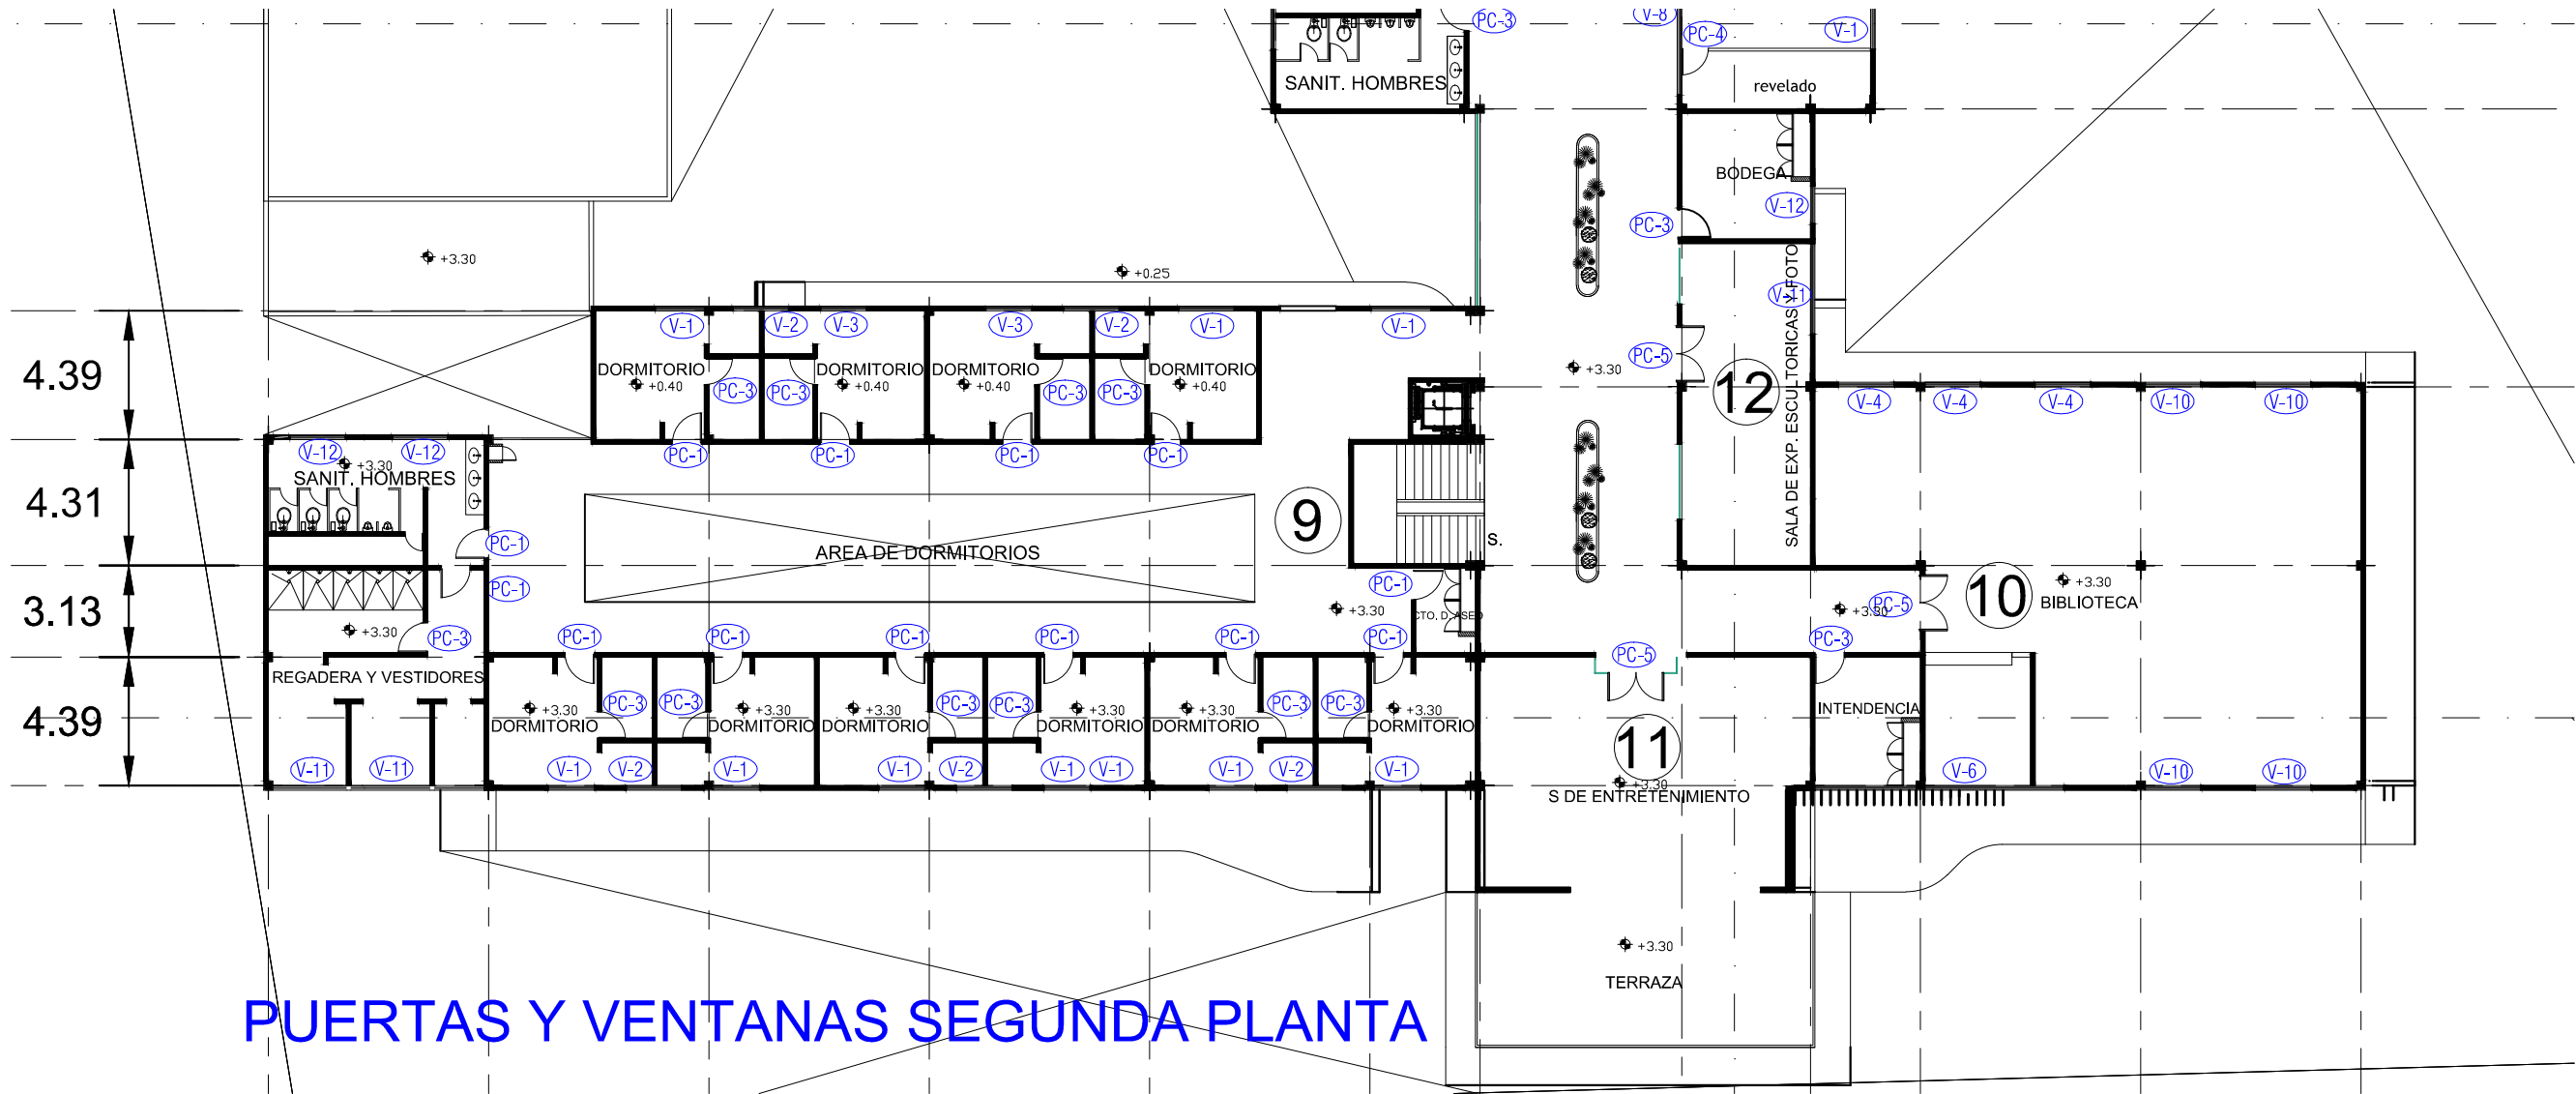 PC-3
V-8
PC-4
V-1
SANIT. HOMBRES
revelado
BODEGA
V-12
PC-3
+3.30
+0.25
V-11
SALA DE EXP. ESCULTORICAS Y FOTO
4.39
V-1
V-2
V-3
V-3
V-2
V-1
V-1
DORMITORIO
DORMITORIO
DORMITORIO
DORMITORIO
+0.40
+0.40
+0.40
+0.40
PC-3
PC-3
PC-3
PC-3
PC-5
+3.30
12
V-4
V-4
V-4
V-10
V-10
PC-1
PC-1
PC-1
PC-1
V-12
V-12
+3.30
SANIT. HOMBRES
4.31
9
S.
PC-1
AREA DE DORMITORIOS
PC-1
PC-1
3.13
+3.30
CTO. D. ASEO
+3.30
PC-5
10
+3.30
BIBLIOTECA
+3.30
PC-3
PC-1
PC-1
PC-1
PC-1
PC-1
PC-1
PC-5
PC-3
REGADERA Y VESTIDORES
4.39
PC-3
PC-3
PC-3
PC-3
PC-3
PC-3
+3.30
+3.30
+3.30
+3.30
+3.30
+3.30
DORMITORIO
DORMITORIO
DORMITORIO
DORMITORIO
DORMITORIO
DORMITORIO
INTENDENCIA
11
V-11
V-11
V-1
V-2
V-1
V-1
V-2
V-1
V-1
V-1
V-2
V-1
V-6
V-10
V-10
+3.30
S DE ENTRETENIMIENTO
+3.30
TERRAZA
PUERTAS Y VENTANAS SEGUNDA PLANTA